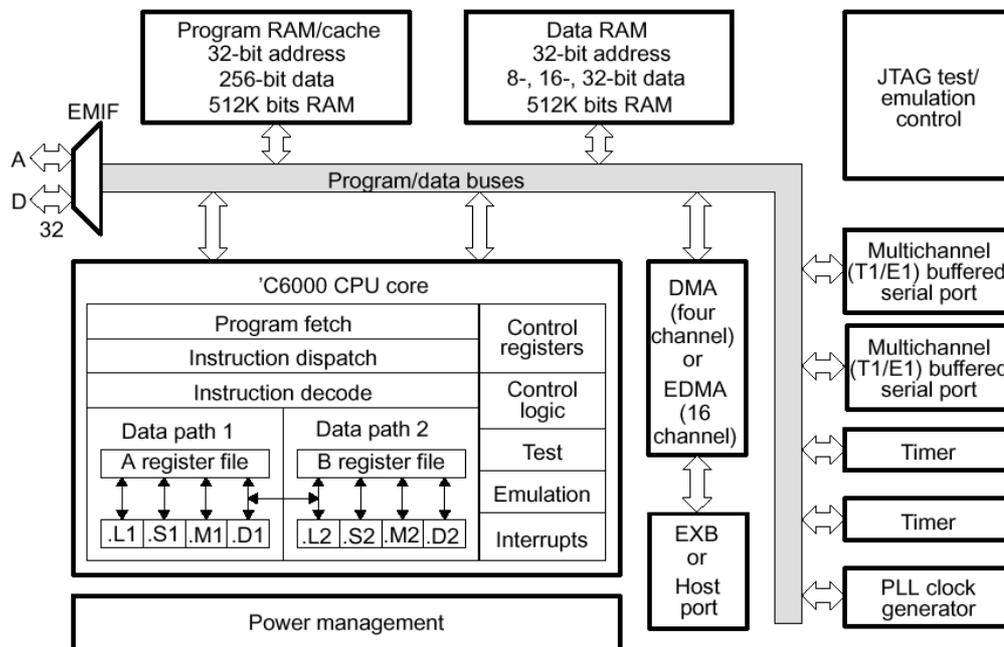 Program RAM/cache
32-bit address
256-bit data
512K bits RAM
Data RAM
32-bit address
8-, 16-, 32-bit data
512K bits RAM
JTAG test/
emulation
control
EMIF
A
D
32
Program/data buses
'C6000 CPU core
Program fetch
Instruction dispatch
Instruction decode
Data path 1
A register file
.L1 .S1 .M1 .D1
Data path 2
B register file
.L2 .S2 .M2 .D2
Control
registers
Control
logic
Test
Emulation
Interrupts
DMA
(four
channel)
or
EDMA
(16
channel)
EXB
or
Host
port
Multichannel
(T1/E1) buffered
serial port
Multichannel
(T1/E1) buffered
serial port
Timer
Timer
PLL clock
generator
Power management